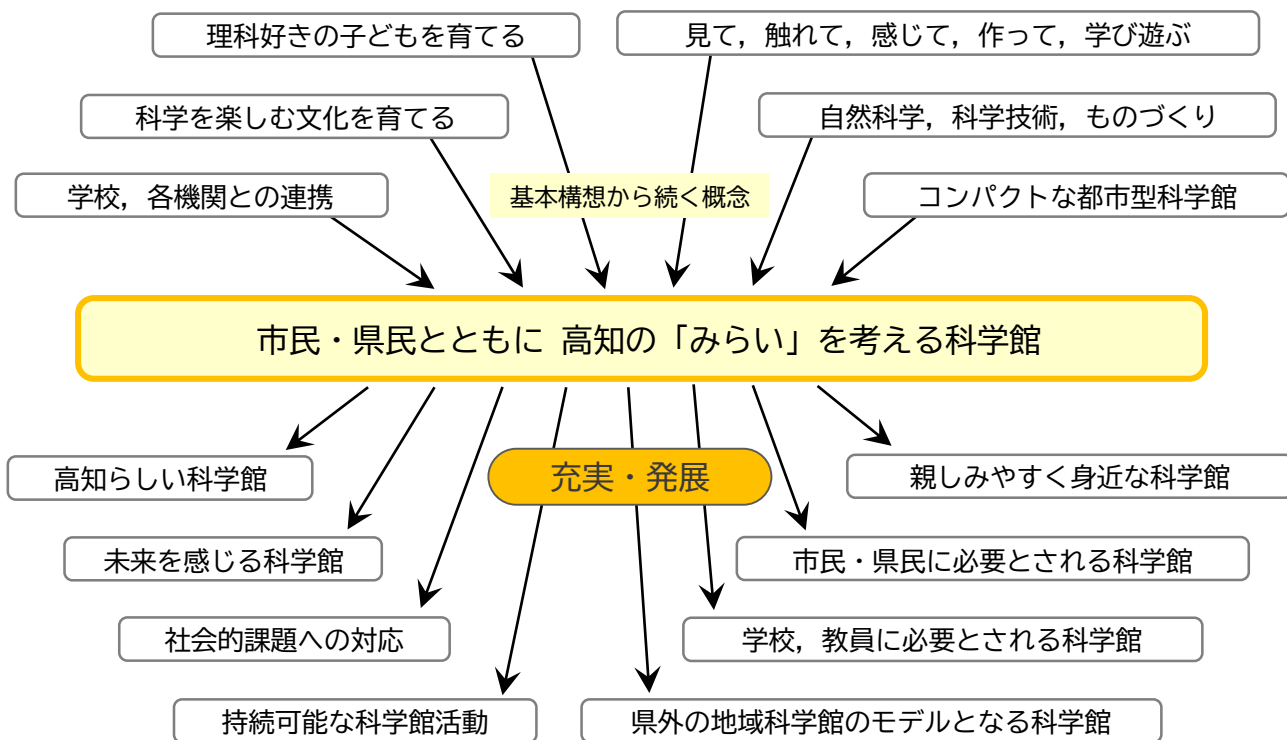 理科好きの子どもを育てる
見て，触れて，感じて，作って，学び遊ぶ
科学を楽しむ文化を育てる
自然科学，科学技術，ものづくり
学校，各機関との連携
基本構想から続く概念
コンパクトな都市型科学館
市民・県民とともに 高知の「みらい」を考える科学館
高知らしい科学館
充実・発展
親しみやすく身近な科学館
未来を感じる科学館
市民・県民に必要とされる科学館
社会的課題への対応
学校，教員に必要とされる科学館
持続可能な科学館活動
県外の地域科学館のモデルとなる科学館